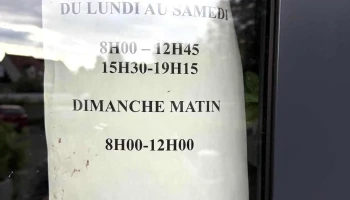 DU LUNDI AU SAMEDI
8H00 – 12H45
15H30-19H15
DIMANCHE MATIN
8H00-12H00